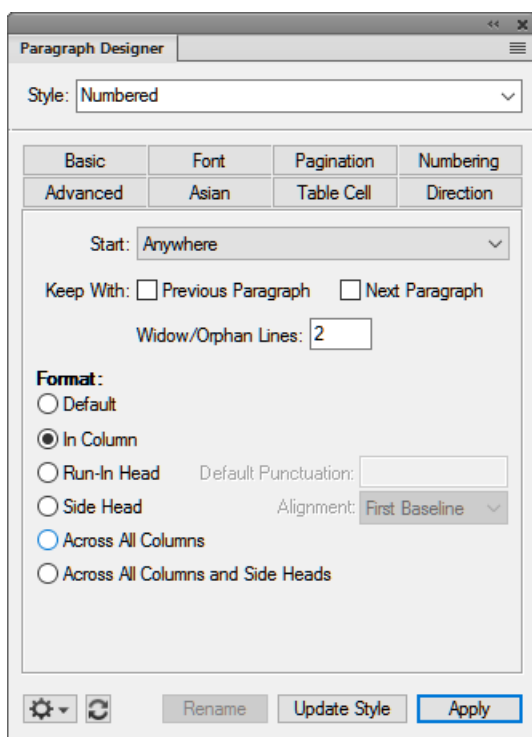 Paragraph Designer
Style: Numbered
Basic Font Pagination Numbering
Advanced Asian Table Cell Direction
Start: Anywhere
Keep With: Previous Paragraph Next Paragraph
Widow/Orphan Lines: 2
Format:
Default
In Column
Run-In Head Default Punctuation:
Side Head Alignment: First Baseline
Across All Columns
Across All Columns and Side Heads
Rename Update Style Apply